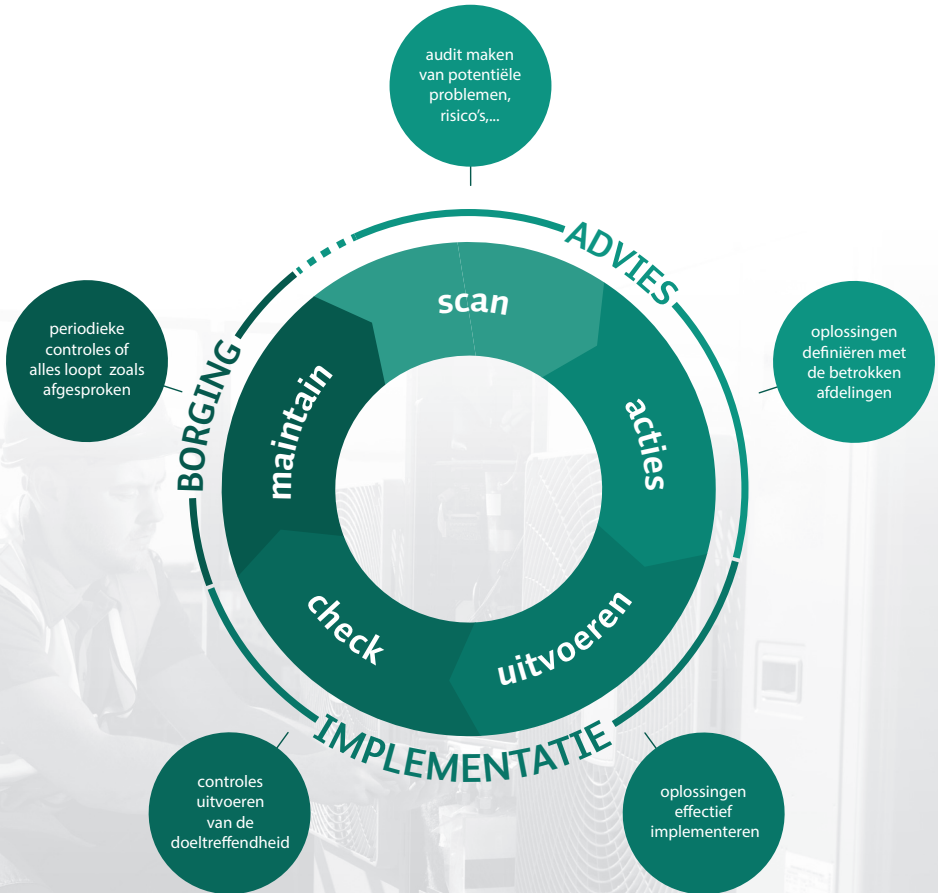 audit maken
van potentiële
problemen,
risico's,...
ADVIES
scan
periodieke
controles of
alles loopt zoals
afgesproken
oplossingen
definiëren met
de betrokken
afdelingen
BORGING
maintain
acties
check
uitvoeren
IMPLEMENTATIE
controles
uitvoeren
van de
doeltreffendheid
oplossingen
effectief
implementeren